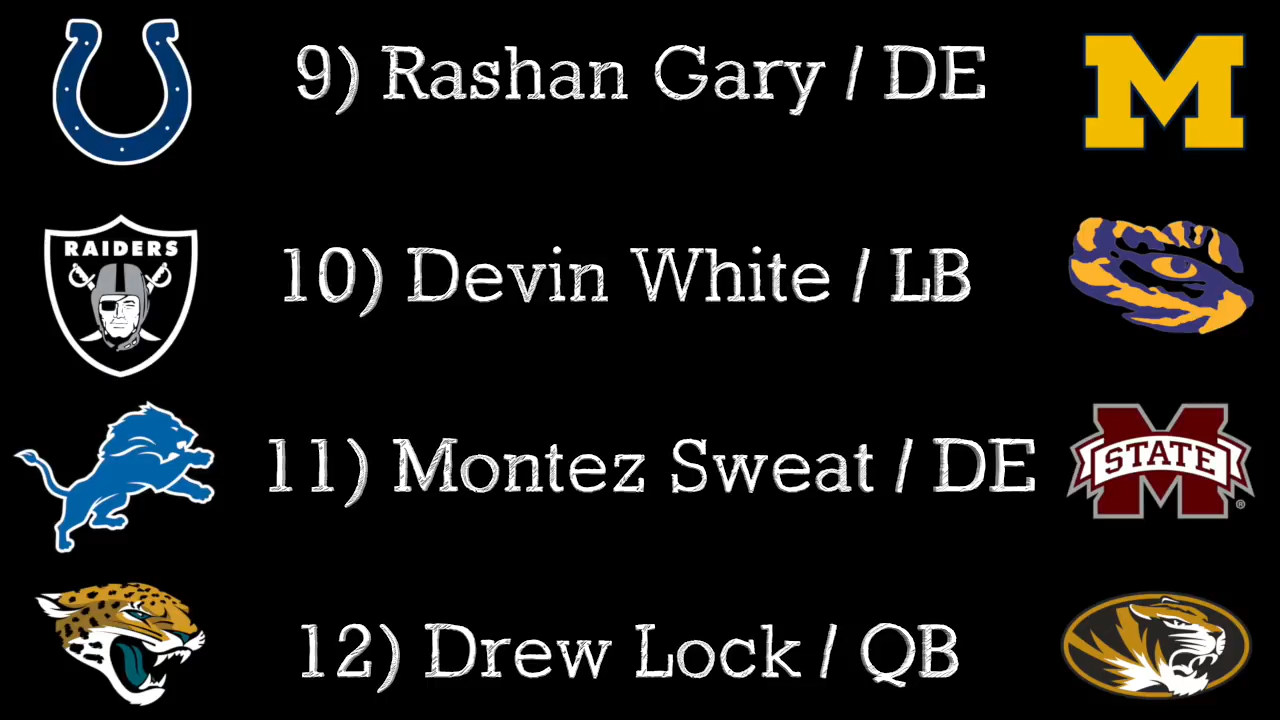 9) Rashan Gary / DE
M
RAIDERS
10) Devin White / LB
11) Montez Sweat / DE
M
STATE
®
12) Drew Lock / QB